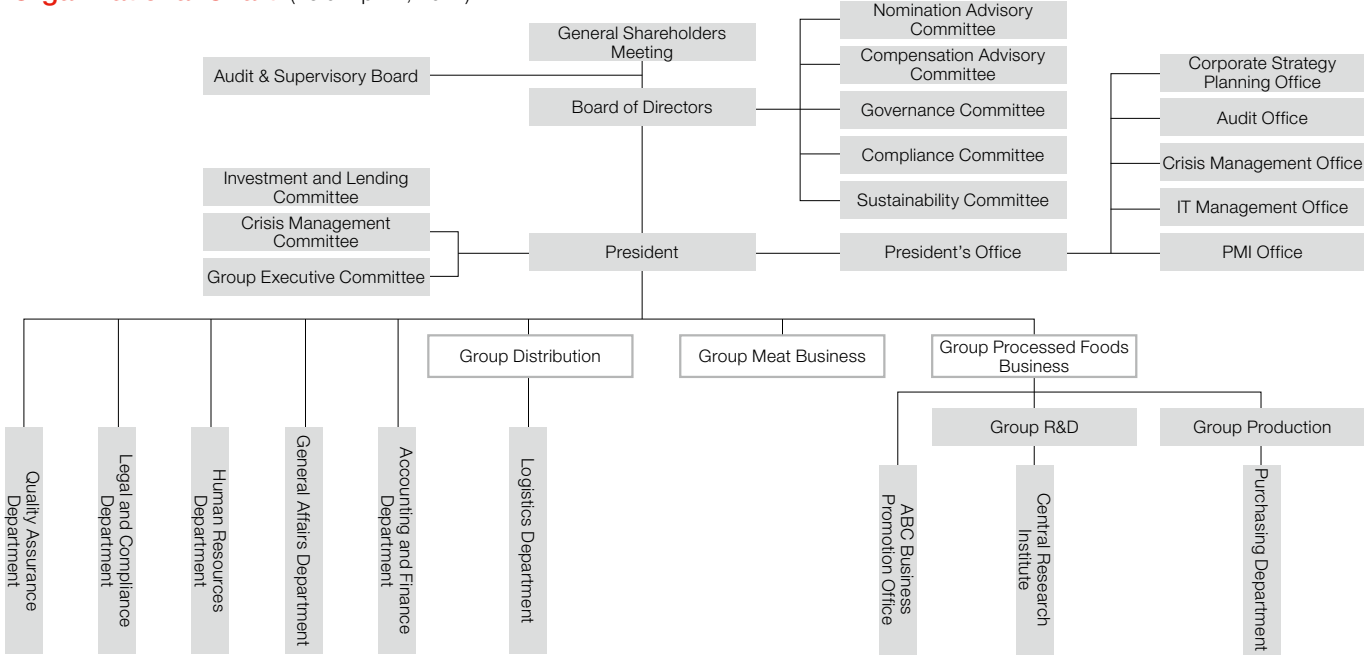 General Shareholders
Meeting
Audit & Supervisory Board
Board of Directors
Nomination Advisory
Committee
Compensation Advisory
Committee
Governance Committee
Compliance Committee
Sustainability Committee
Corporate Strategy
Planning Office
Audit Office
Crisis Management Office
IT Management Office
PMI Office
Investment and Lending
Committee
Crisis Management
Committee
Group Executive Committee
President
President's Office
Group Distribution
Group Meat Business
Group Processed Foods
Business
Group R&D
Group Production
Quality Assurance
Department
Legal and Compliance
Department
Human Resources
Department
General Affairs Department
Accounting and Finance
Department
Logistics Department
ABC Business
Promotion Office
Central Research
Institute
Purchasing Department